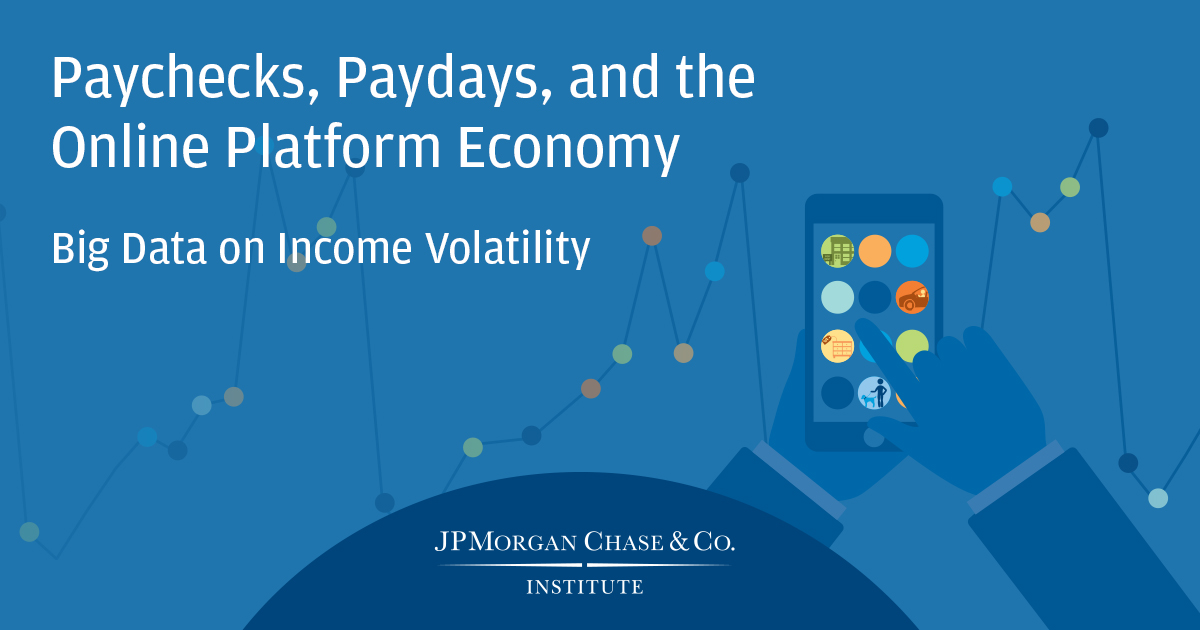 Paychecks, Paydays, and the
Online Platform Economy
Big Data on Income Volatility
JPMORGAN CHASE & CO.
INSTITUTE